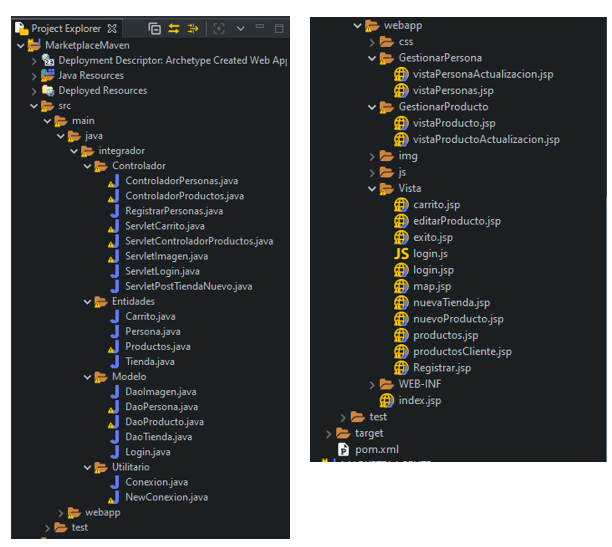 Project Explorer
MarketplaceMaven
Deployment Descriptor: Archetype Created Web App
Java Resources
Deployed Resources
src
main
java
integrador
Controlador
ControladorPersonas.java
ControladorProductos.java
RegistrarPersonas.java
ServletCarrito.java
ServletControladorProductos.java
ServletImagen.java
ServletLogin.java
ServletPostTiendaNuevo.java
Entidades
Carrito.java
Persona.java
Productos.java
Tienda.java
Modelo
DaoImagen.java
DaoPersona.java
DaoProducto.java
DaoTienda.java
Login.java
Utilitario
Conexion.java
NewConexion.java
webapp
test
webapp
css
GestionarPersona
vistaPersonaActualizacion.jsp
vistaPersonas.jsp
GestionarProducto
vistaProducto.jsp
vistaProductoActualizacion.jsp
img
js
Vista
carrito.jsp
editarProducto.jsp
exito.jsp
JS login.js
login.jsp
map.jsp
nuevaTienda.jsp
nuevoProducto.jsp
productos.jsp
productosCliente.jsp
Registrar.jsp
WEB-INF
index.jsp
test
target
pom.xml